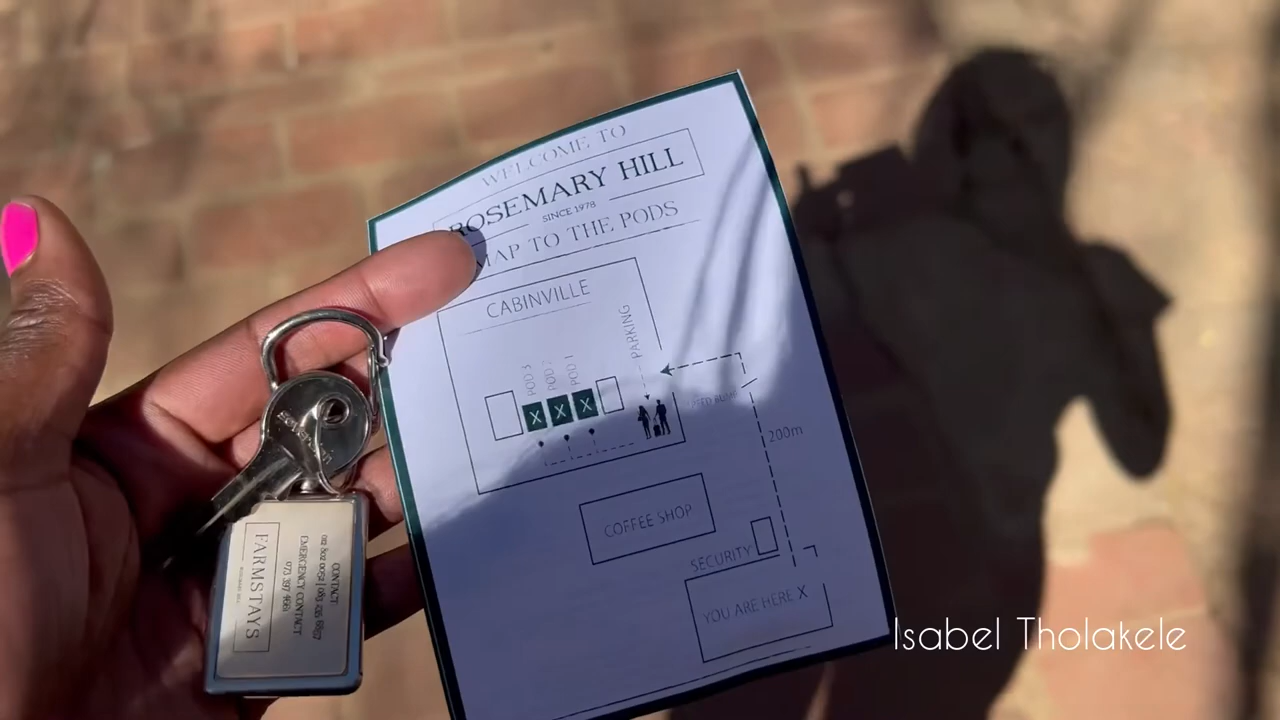 WELCOME TO
ROSEMARY HILL
SINCE 1978
MAP TO THE PODS
CABINVILLE
PARKING
POD 3
POD 2
POD 1
X X X
200m
COFFEE SHOP
SECURITY
YOU ARE HERE X
FARMSTAYS
CONTACT
EMERGENCY CONTACT
Isabel Tholakele